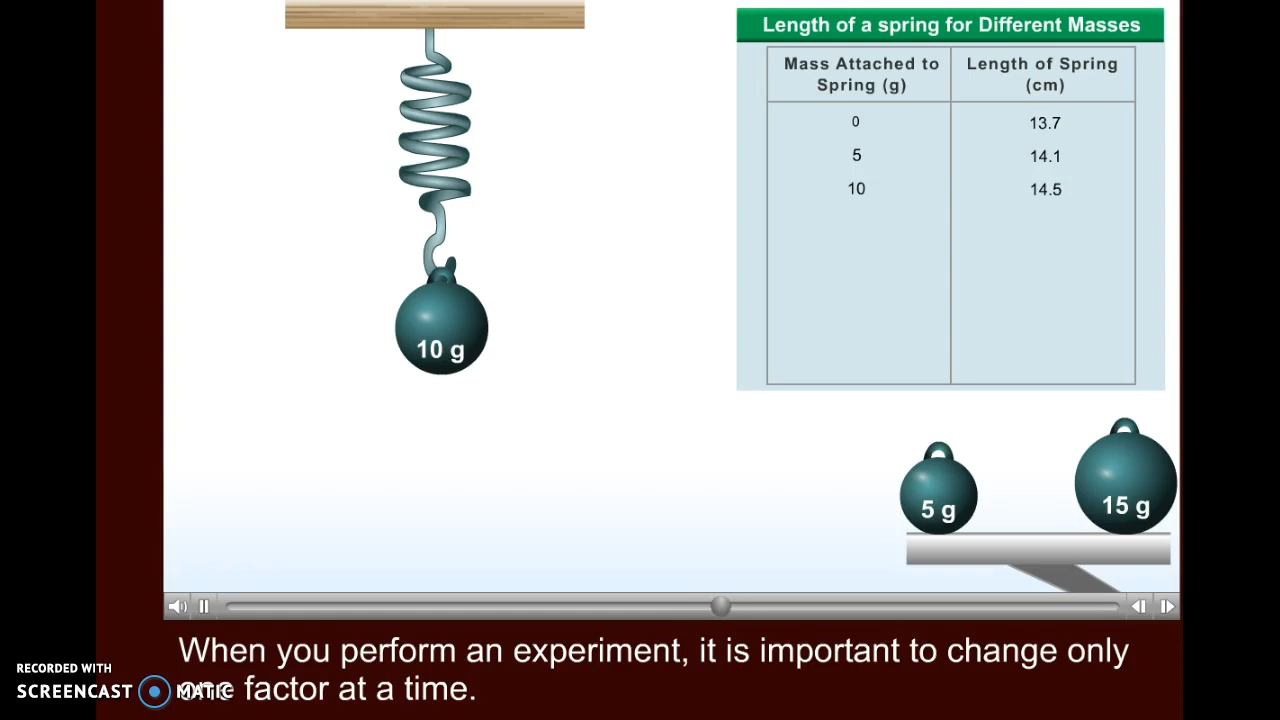 Length of a spring for Different Masses
Mass Attached to Spring (g)
Length of Spring (cm)
0 13.7
5 14.1
10 14.5
10 g
5 g
15 g
When you perform an experiment, it is important to change only
one factor at a time.
RECORDED WITH
SCREENCAST MATIC